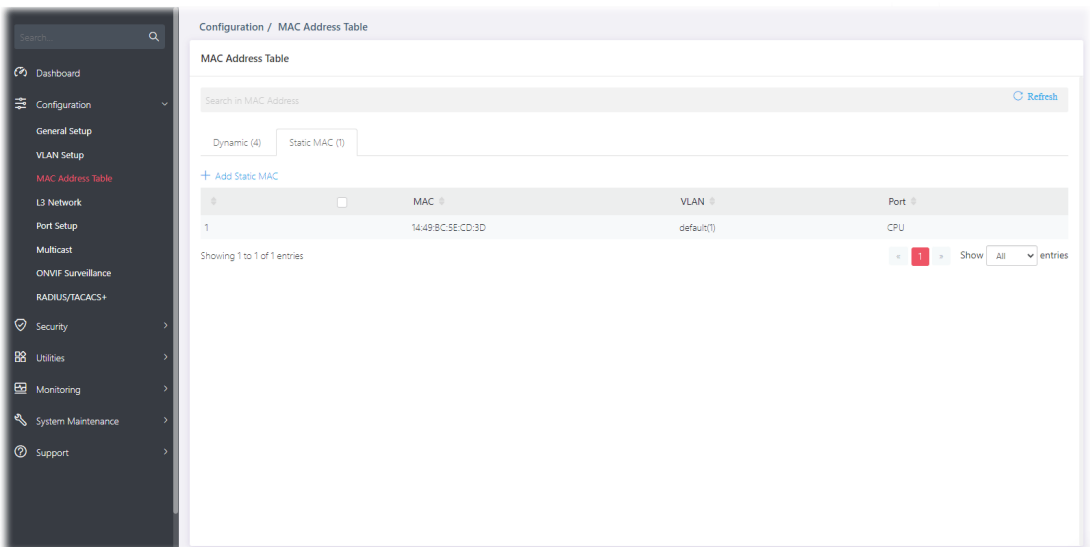 Search...
Dashboard
Configuration
General Setup
VLAN Setup
MAC Address Table
L3 Network
Port Setup
Multicast
ONVIF Surveillance
RADIUS/TACACS+
Security
Utilities
Monitoring
System Maintenance
Support
Configuration / MAC Address Table
MAC Address Table
Search in MAC Address
Refresh
Dynamic (4) Static MAC (1)
+ Add Static MAC
MAC VLAN Port
1 14:49:BC:5E:CD:3D default(1) CPU
Showing 1 to 1 of 1 entries « 1 » Show All entries